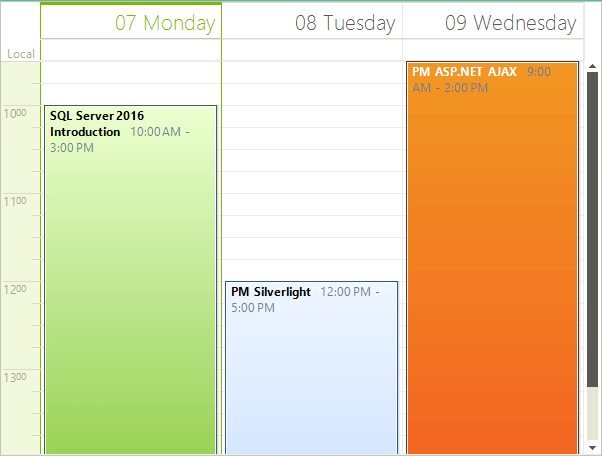 07 Monday
08 Tuesday
09 Wednesday
Local
PM ASP.NET AJAX 9:00
AM - 2:00 PM
1000
SQL Server 2016
Introduction 10:00 AM -
3:00 PM
1100
1200
PM Silverlight 12:00 PM -
5:00 PM
1300